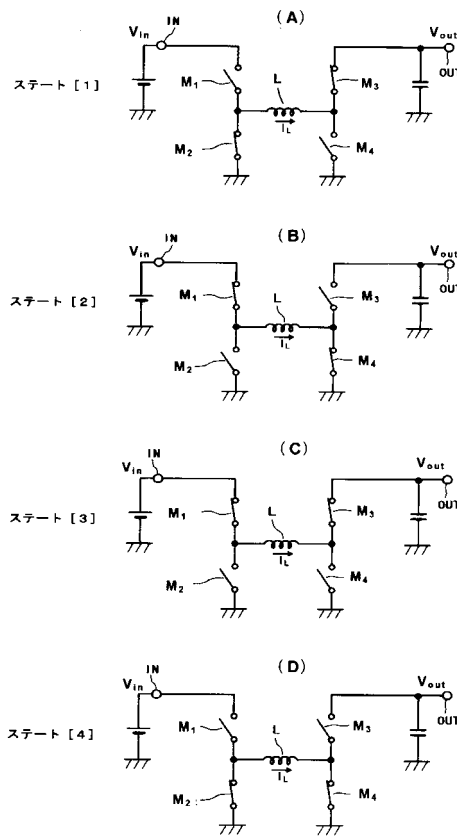 (A)
Vin IN Vout
OUT
ステート [1]
M1 L M3
IL
M2 M4
(B)
Vin IN Vout
OUT
ステート [2]
M1 L M3
IL
M2 M4
(C)
Vin IN Vout
OUT
ステート [3]
M1 L M3
IL
M2 M4
(D)
Vin IN Vout
OUT
ステート [4]
M1 L M3
IL
M2 M4